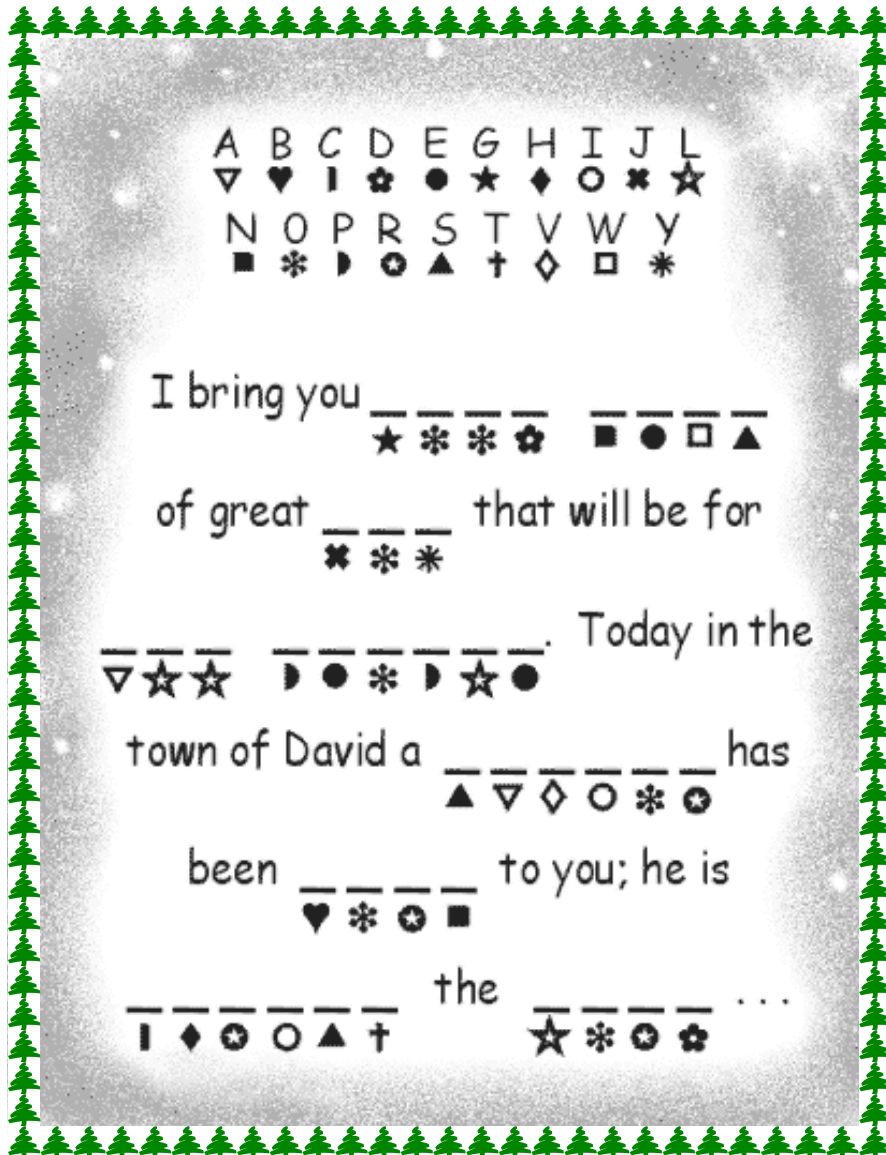 A B C D E G H I J L
▽ ♥ ❚ ✿ ● ★ ♦ ○ ✖ ☆
N O P R S T V W Y
■ ❇ ◗ ✪ ▲ ✝ ◇ □ ✳
I bring you _ _ _ _ _ _ _ _
★ ❇ ❇ ✿ ■ ● □ ▲
of great _ _ _ that will be for
✖ ❇ ✳
_ _ _ _ _ _ _ _ _. Today in the
▽ ☆ ☆ ◗ ● ❇ ◗ ☆ ●
town of David a _ _ _ _ _ _ has
▲ ▽ ◇ ○ ❇ ✪
been _ _ _ _ to you; he is
♥ ❇ ✪ ■
_ _ _ _ _ _ the _ _ _ _ ...
❚ ♦ ✪ ○ ▲ ✝ ☆ ❇ ✪ ✿